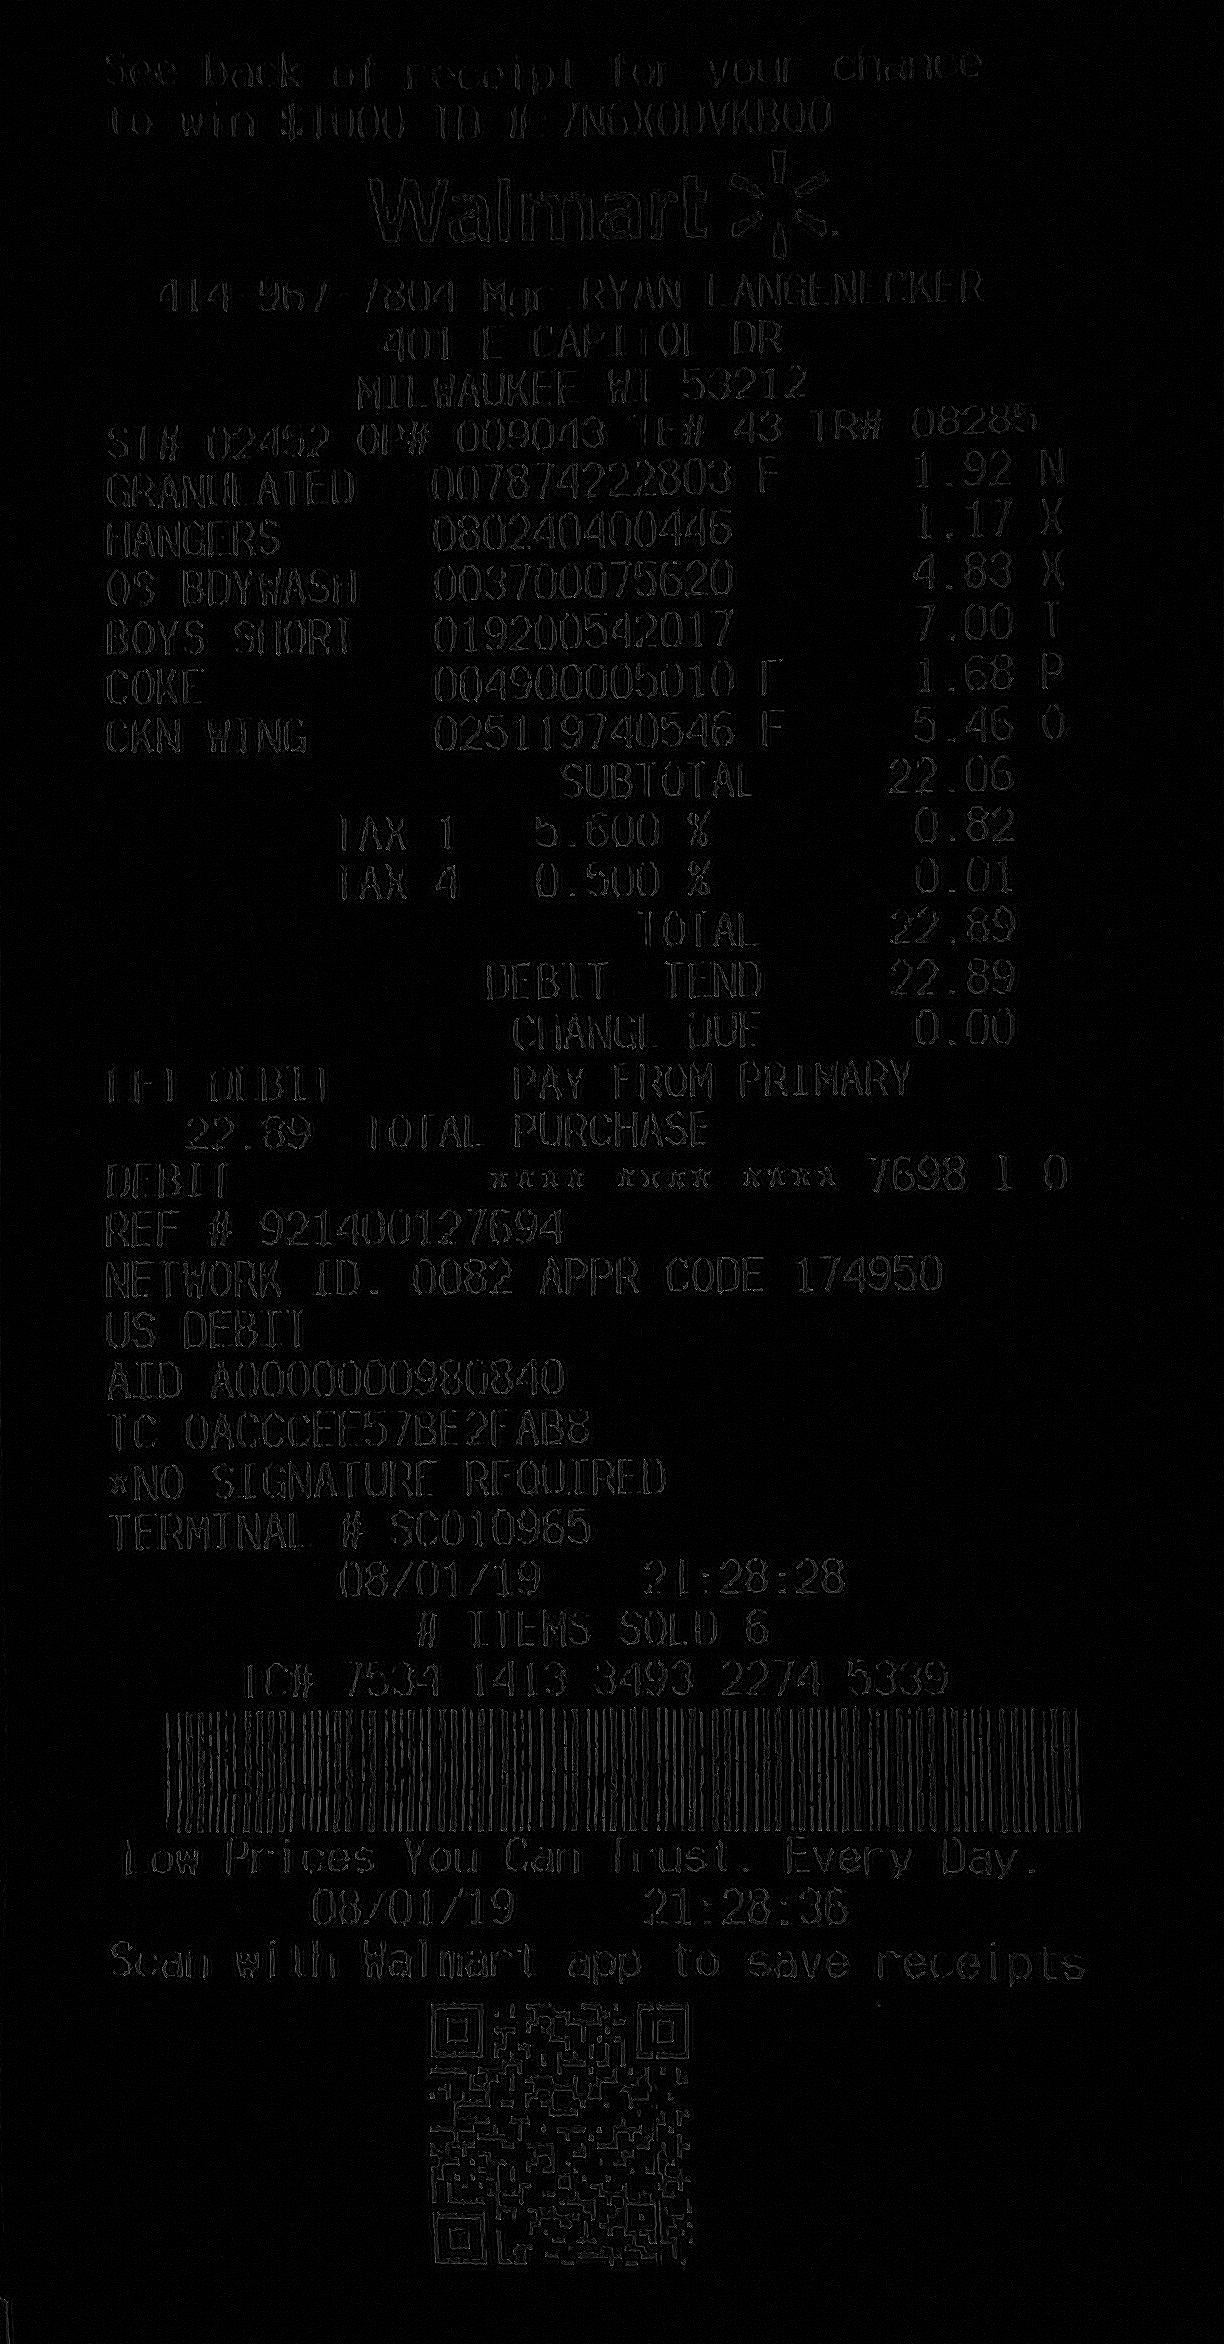 See back of receipt for your chance
to win $1000 ID #: 7NGXODVKBQ0
Walmart
414-967-7804 Mgr. RYAN LANGENECKER
401 E CAPITOL DR
MILWAUKEE WI 53212
ST# 02452 OP# 009043 TE# 43 TR# 08285
GRANULATED 007874222803 F 1.92 N
HANGERS 080240400446 1.17 X
OS BDYWASH 003700075620 4.83 X
BOYS SHORT 019200542017 7.00 T
COKE 004900005010 F 1.68 P
CKN WING 025119740546 F 5.46 O
SUBTOTAL 22.06
TAX 1 5.600 % 0.82
TAX 4 0.500 % 0.01
TOTAL 22.89
DEBIT TEND 22.89
CHANGE DUE 0.00
EFT DEBIT PAY FROM PRIMARY
22.89 TOTAL PURCHASE
DEBIT **** **** **** 7698 I 0
REF # 921400127694
NETWORK ID. 0082 APPR CODE 174950
US DEBIT
AID A0000000980840
TC 0ACCCEE57BE2FAB8
*NO SIGNATURE REQUIRED
TERMINAL # SC010965
08/01/19 21:28:28
# ITEMS SOLD 6
TC# 7534 1413 3493 2274 5339
Low Prices You Can Trust. Every Day.
08/01/19 21:28:36
Scan with Walmart app to save receipts